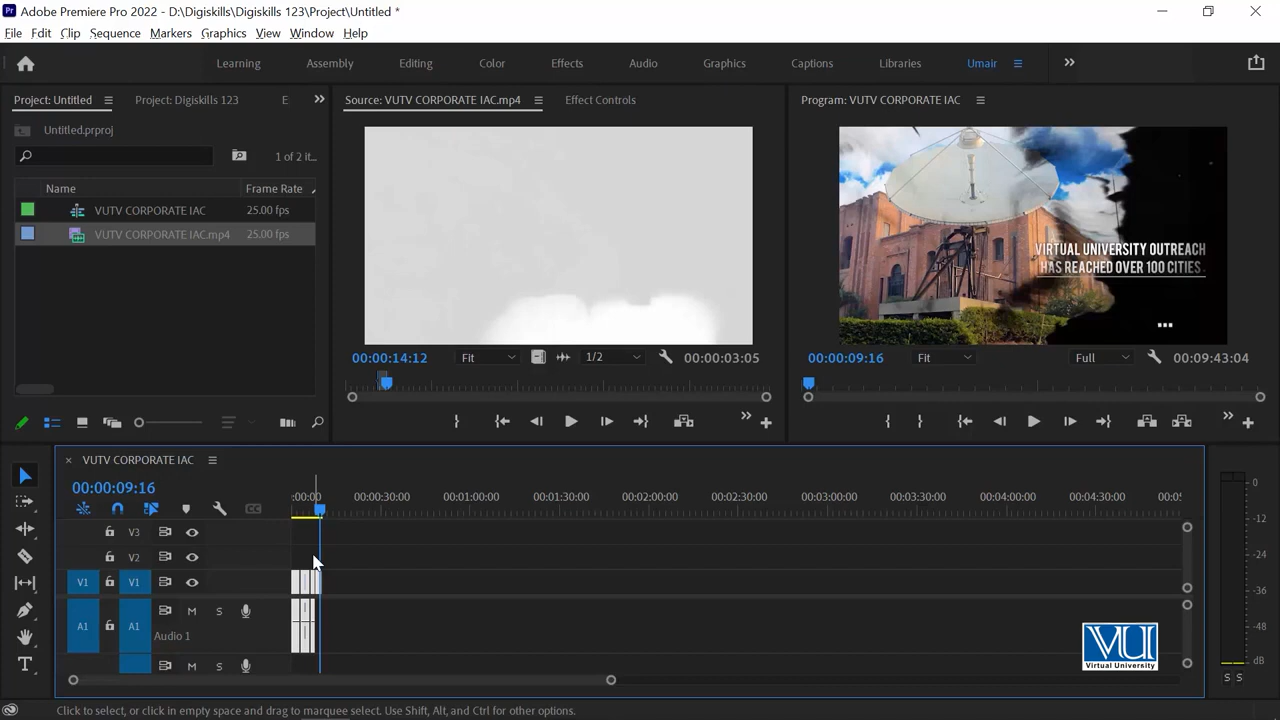 Adobe Premiere Pro 2022 - D:\Digiskills\Digiskills 123\Project\Untitled *
File Edit Clip Sequence Markers Graphics View Window Help
Learning Assembly Editing Color Effects Audio Graphics Captions Libraries Umair
Project: Untitled Project: Digiskills 123 E
Source: VUTV CORPORATE IAC.mp4 Effect Controls
Program: VUTV CORPORATE IAC
Untitled.prproj
1 of 2 it...
Name Frame Rate
VUTV CORPORATE IAC 25.00 fps
VUTV CORPORATE IAC.mp4 25.00 fps
VIRTUAL UNIVERSITY OUTREACH
HAS REACHED OVER 100 CITIES
...
00:00:14:12 Fit 1/2 00:00:03:05
00:00:09:16 Fit Full 00:09:43:04
VUTV CORPORATE IAC
00:00:09:16
:00:00 00:00:30:00 00:01:00:00 00:01:30:00 00:02:00:00 00:02:30:00 00:03:00:00 00:03:30:00 00:04:00:00 00:04:30:00 00:05
V3
V2
V1 V1
A1 A1 M S
Audio 1
M S
0
-12
-24
-36
-48
dB
S S
VU
Virtual University
Click to select, or click in empty space and drag to marquee select. Use Shift, Alt, and Ctrl for other options.